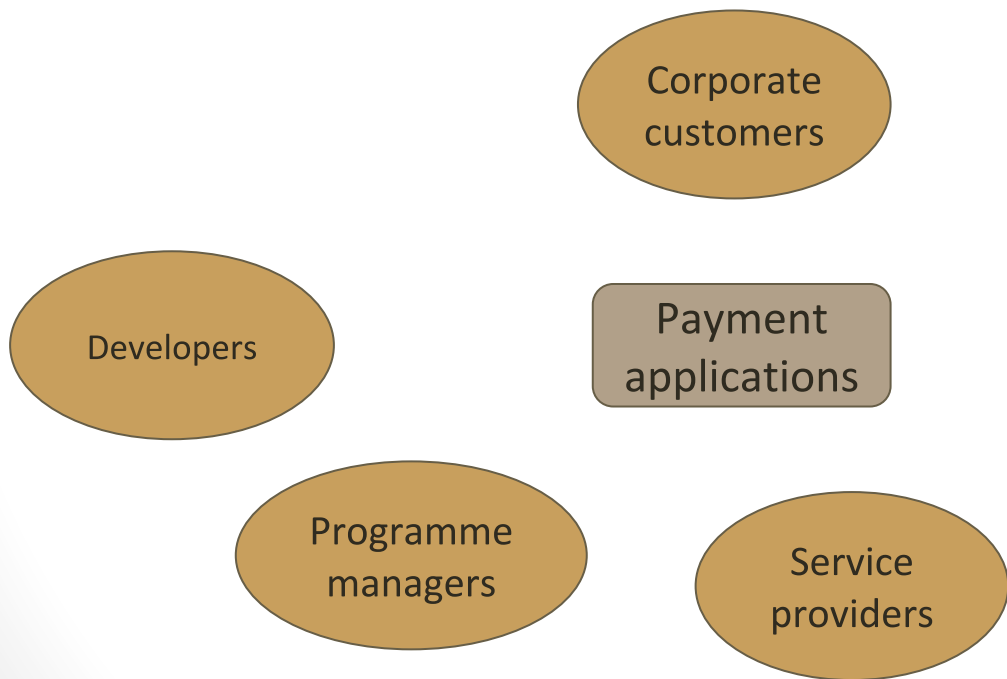 Corporate
customers
Payment
applications
Developers
Programme
managers
Service
providers